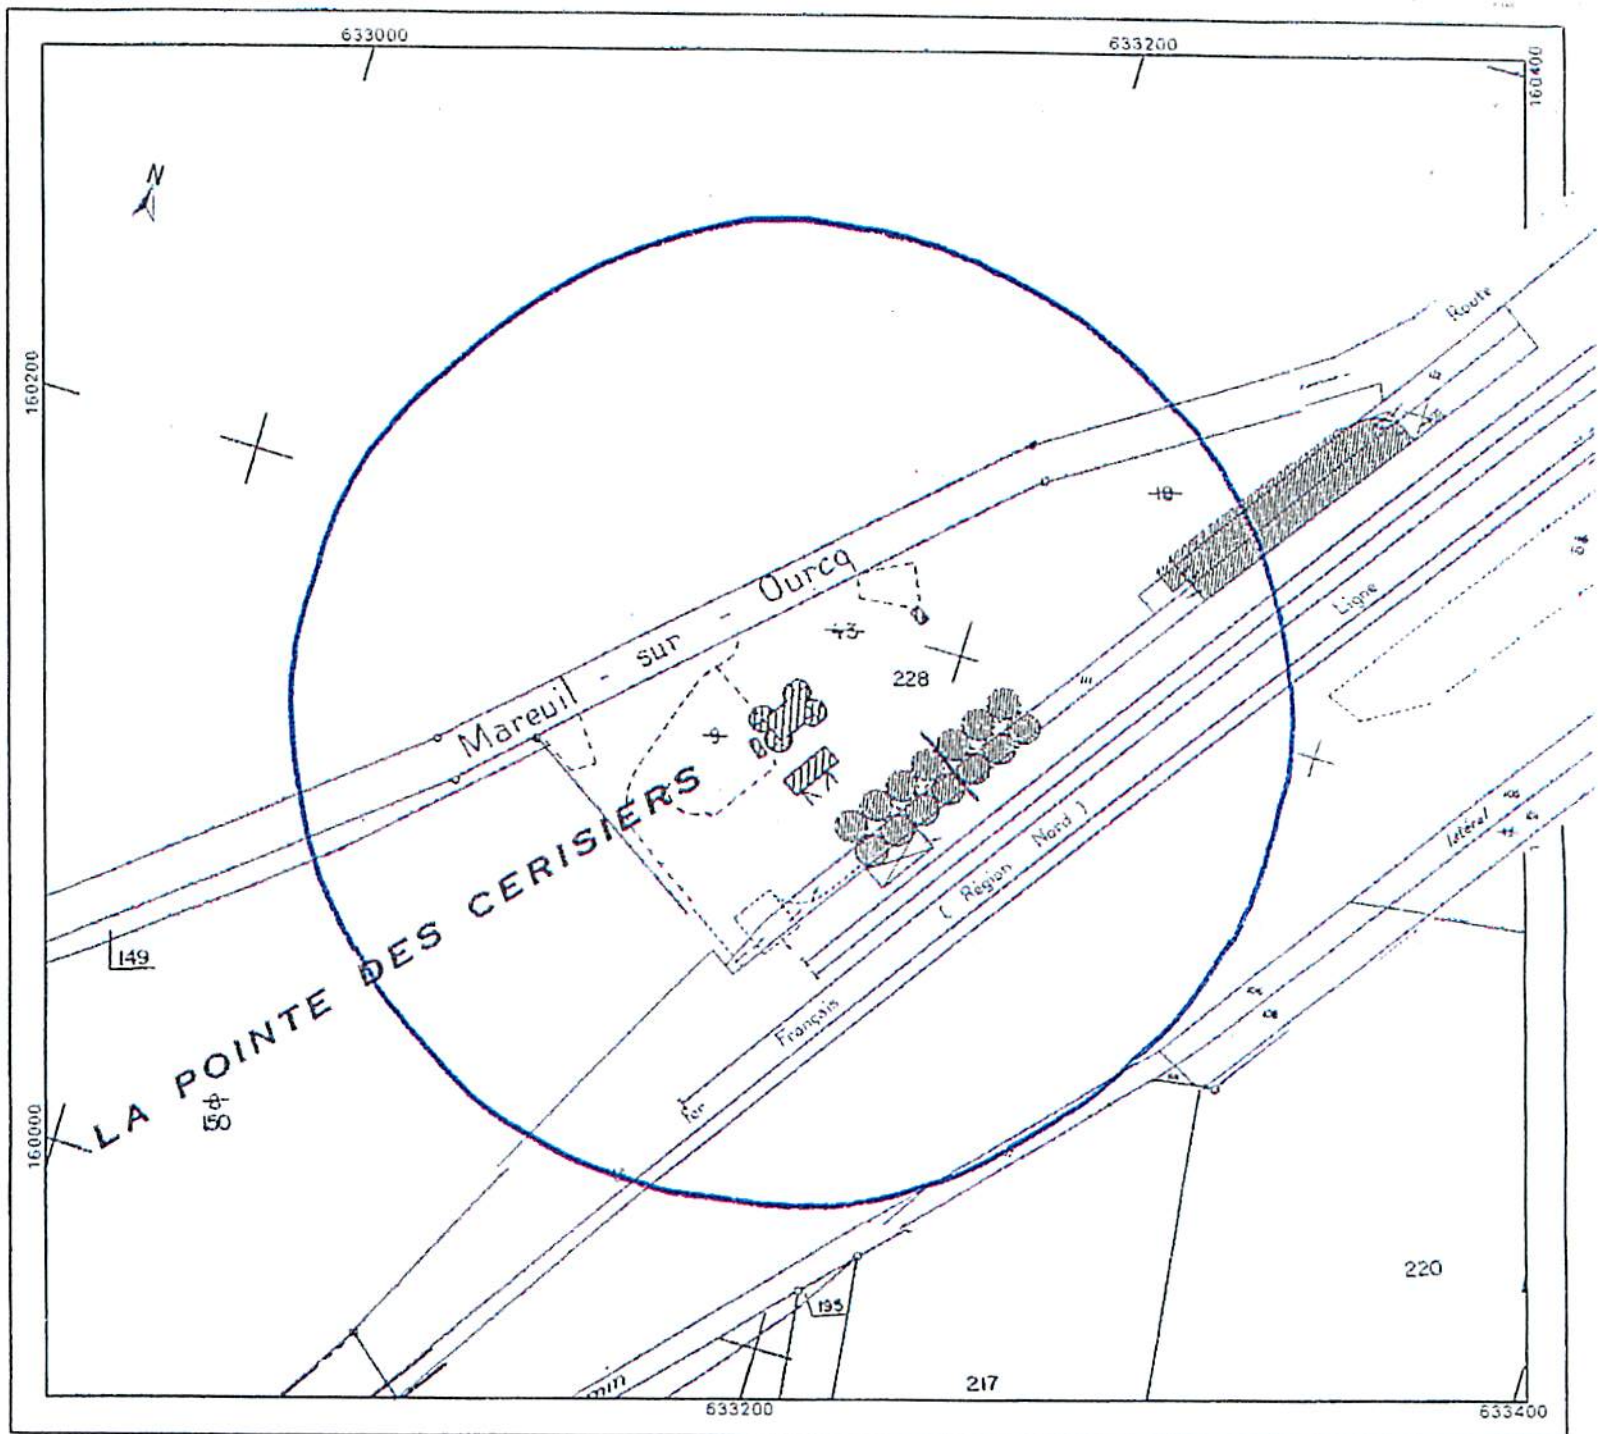 633000
633200
160400
N
Route
160200
18
Mareuil - sur - Ourcq
43
228
Ligne
LA POINTE DES CERISIERS
( Région Nord )
latéral
149
Français
fer
8
150
160000
195
220
217
min
633200
633400